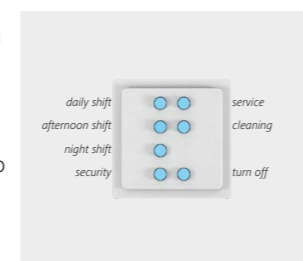 daily shift service
afternoon shift cleaning
night shift
security turn off